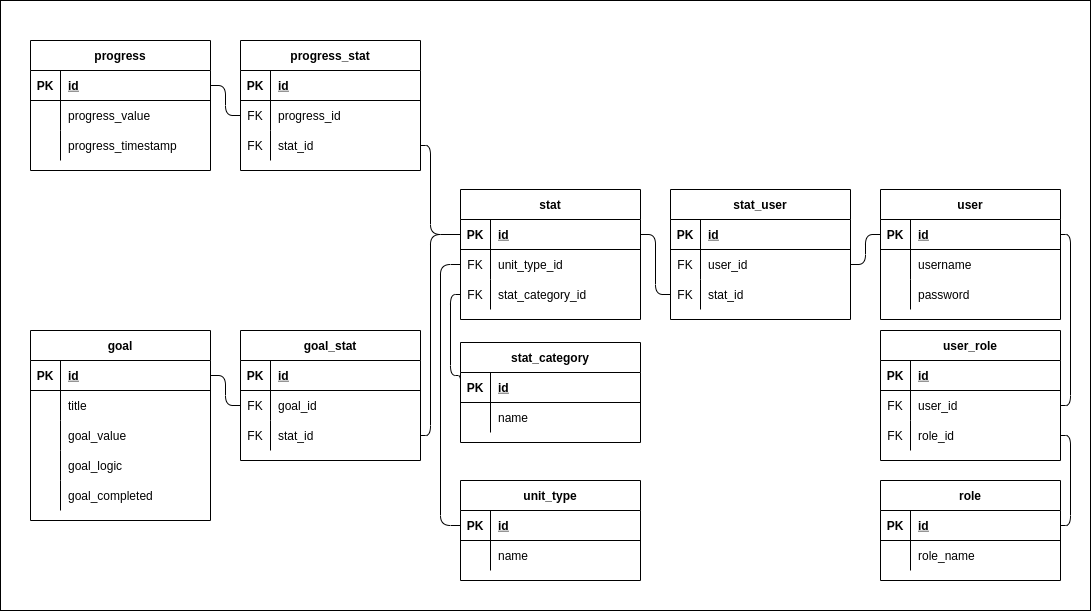 progress
PK id
progress_value
progress_timestamp
progress_stat
PK id
FK progress_id
FK stat_id
stat
PK id
FK unit_type_id
FK stat_category_id
stat_user
PK id
FK user_id
FK stat_id
user
PK id
username
password
goal
PK id
title
goal_value
goal_logic
goal_completed
goal_stat
PK id
FK goal_id
FK stat_id
stat_category
PK id
name
user_role
PK id
FK user_id
FK role_id
unit_type
PK id
name
role
PK id
role_name